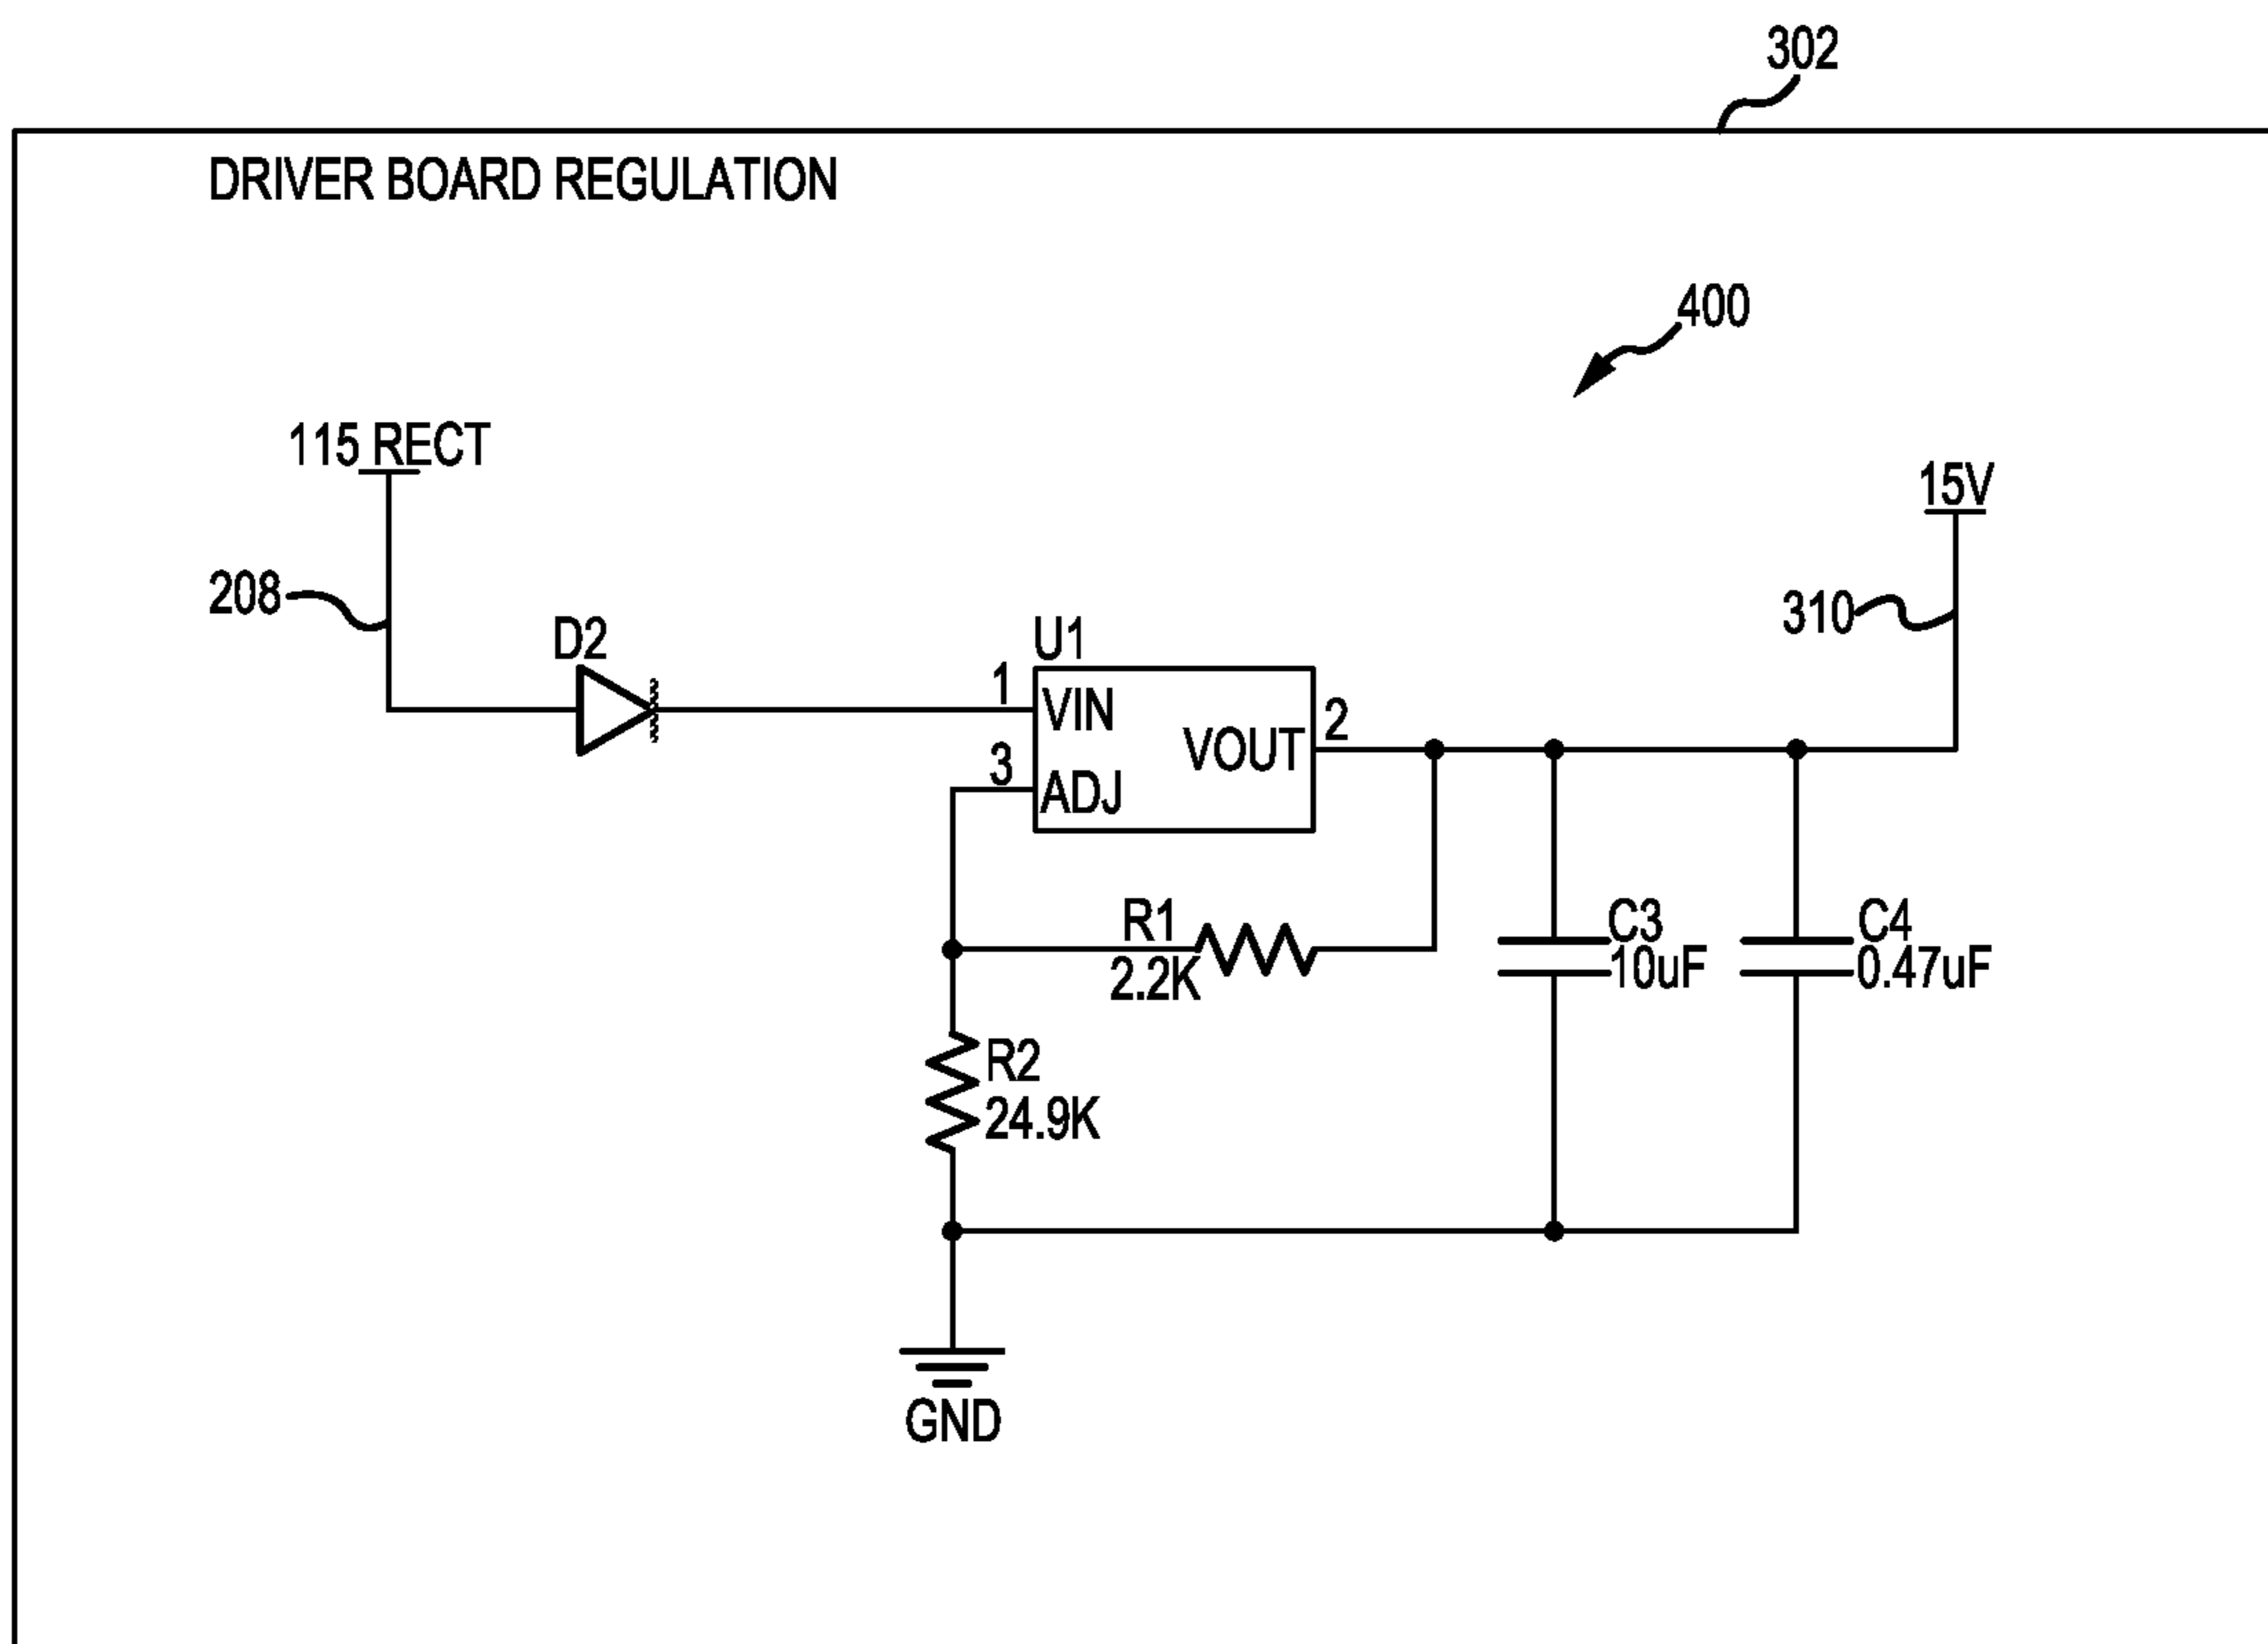 302
DRIVER BOARD REGULATION
400
115 RECT
15V
208
310
D2
U1
1
VIN
2
VOUT
3
ADJ
R1
2.2K
C3
10uF
C4
0.47uF
R2
24.9K
GND